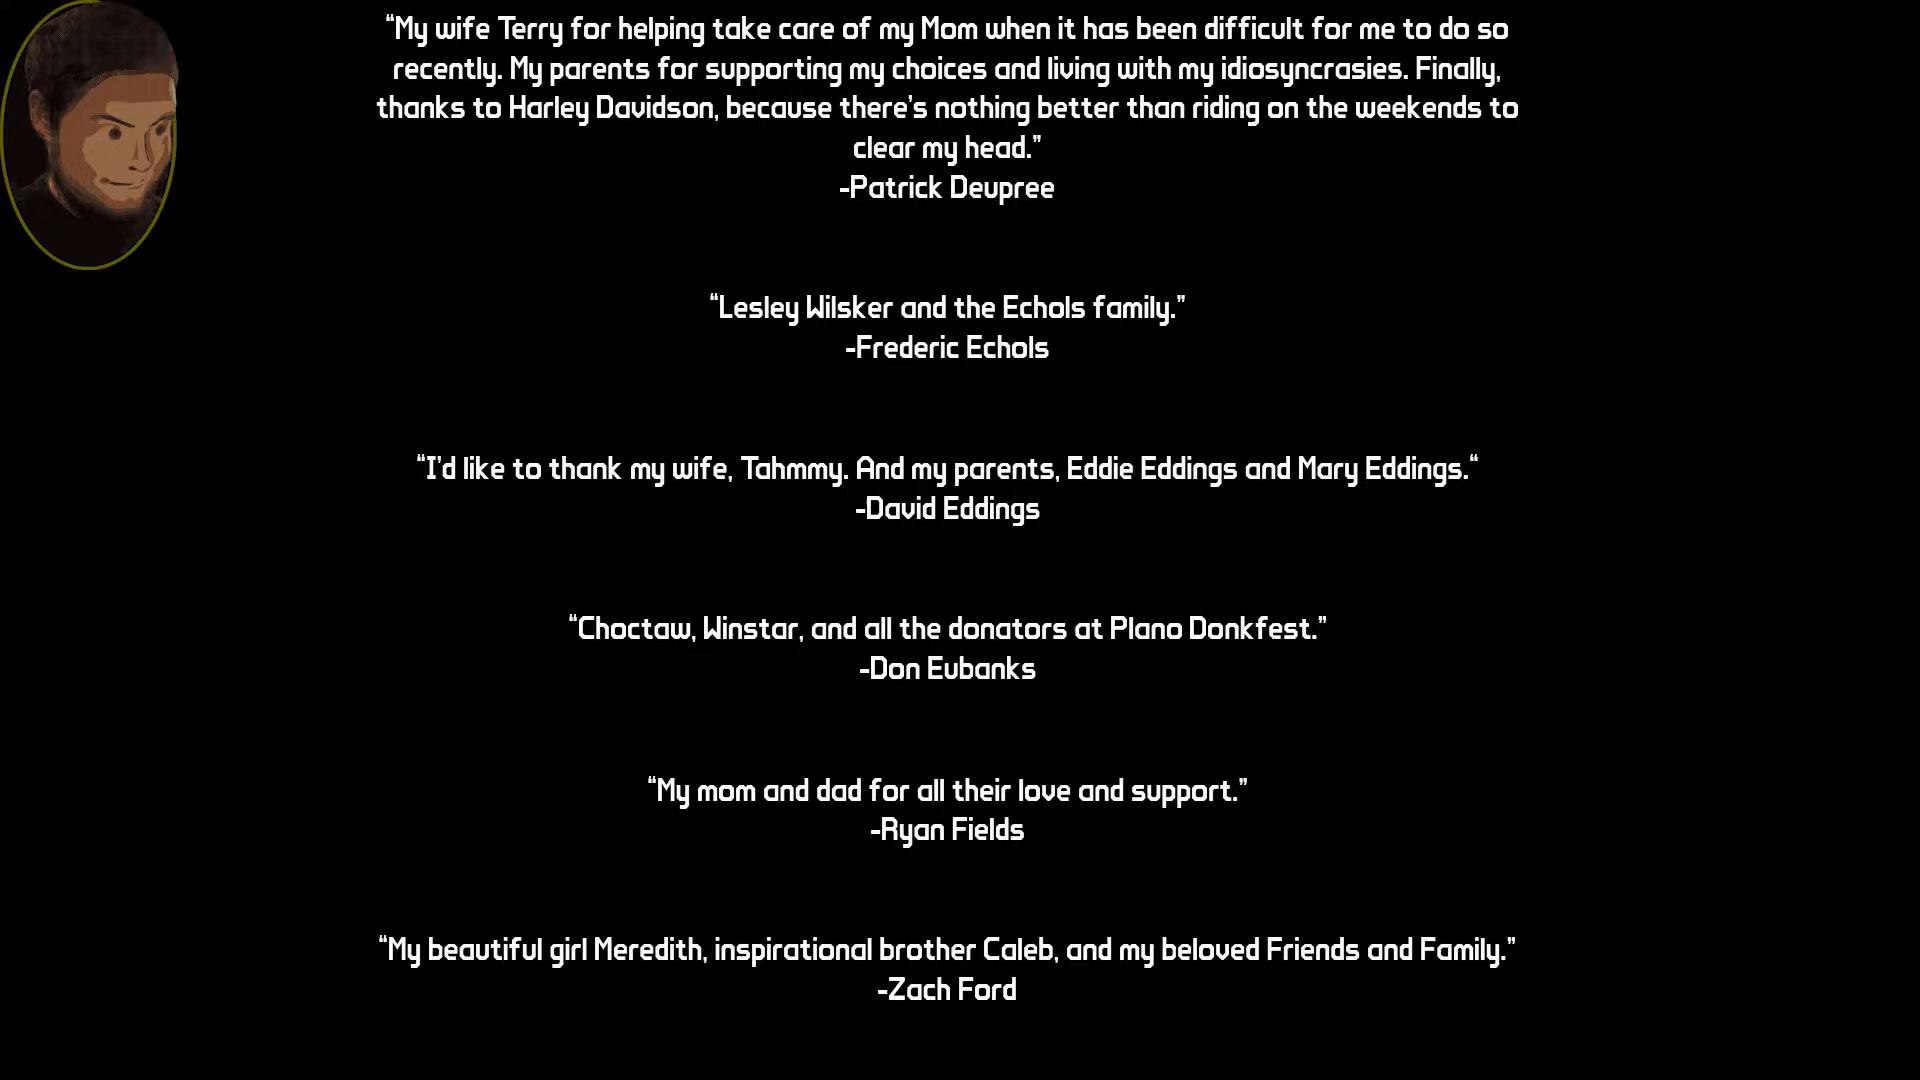 “My wife Terry for helping take care of my Mom when it has been difficult for me to do so
recently. My parents for supporting my choices and living with my idiosyncrasies. Finally,
thanks to Harley Davidson, because there’s nothing better than riding on the weekends to
clear my head.”
-Patrick Deupree
“Lesley Wilsker and the Echols family.”
-Frederic Echols
“I’d like to thank my wife, Tahmmy. And my parents, Eddie Eddings and Mary Eddings.“
-David Eddings
“Choctaw, Winstar, and all the donators at Plano Donkfest.”
-Don Eubanks
“My mom and dad for all their love and support.”
-Ryan Fields
“My beautiful girl Meredith, inspirational brother Caleb, and my beloved Friends and Family.”
-Zach Ford